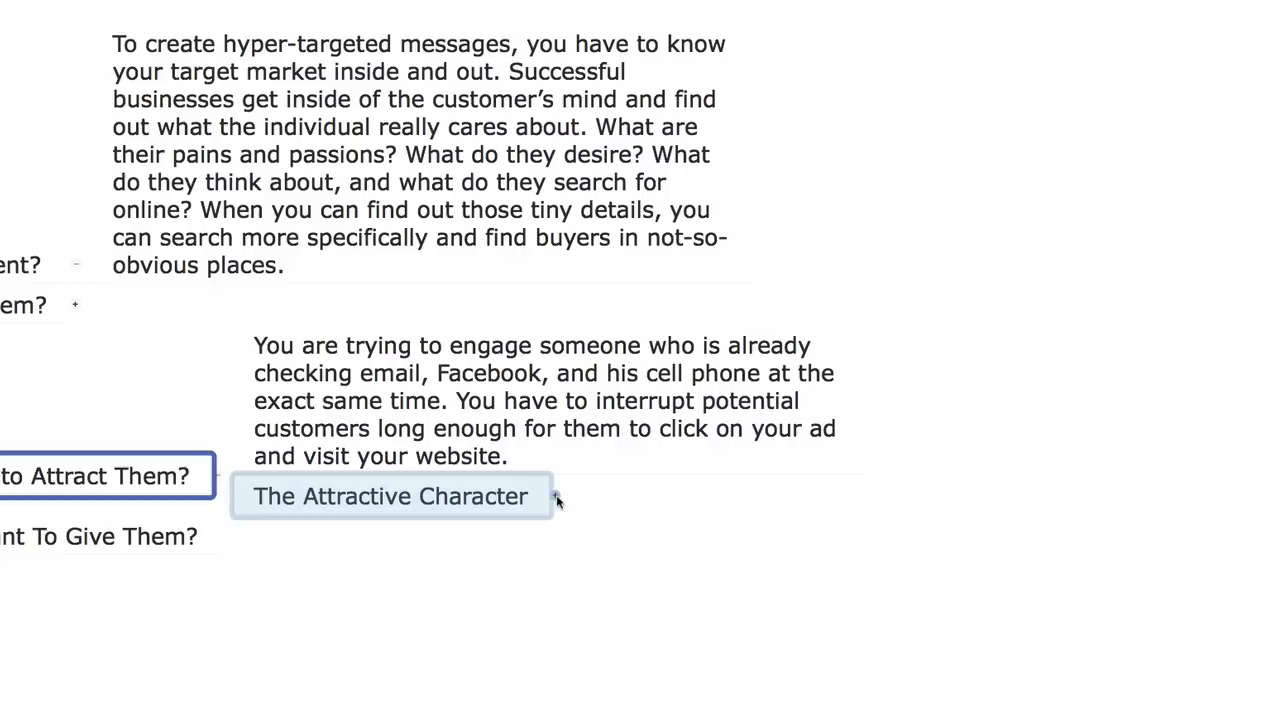 To create hyper-targeted messages, you have to know
your target market inside and out. Successful
businesses get inside of the customer’s mind and find
out what the individual really cares about. What are
their pains and passions? What do they desire? What
do they think about, and what do they search for
online? When you can find out those tiny details, you
can search more specifically and find buyers in not-so-
obvious places.
ent?
em?
You are trying to engage someone who is already
checking email, Facebook, and his cell phone at the
exact same time. You have to interrupt potential
customers long enough for them to click on your ad
and visit your website.
to Attract Them?
The Attractive Character
nt To Give Them?